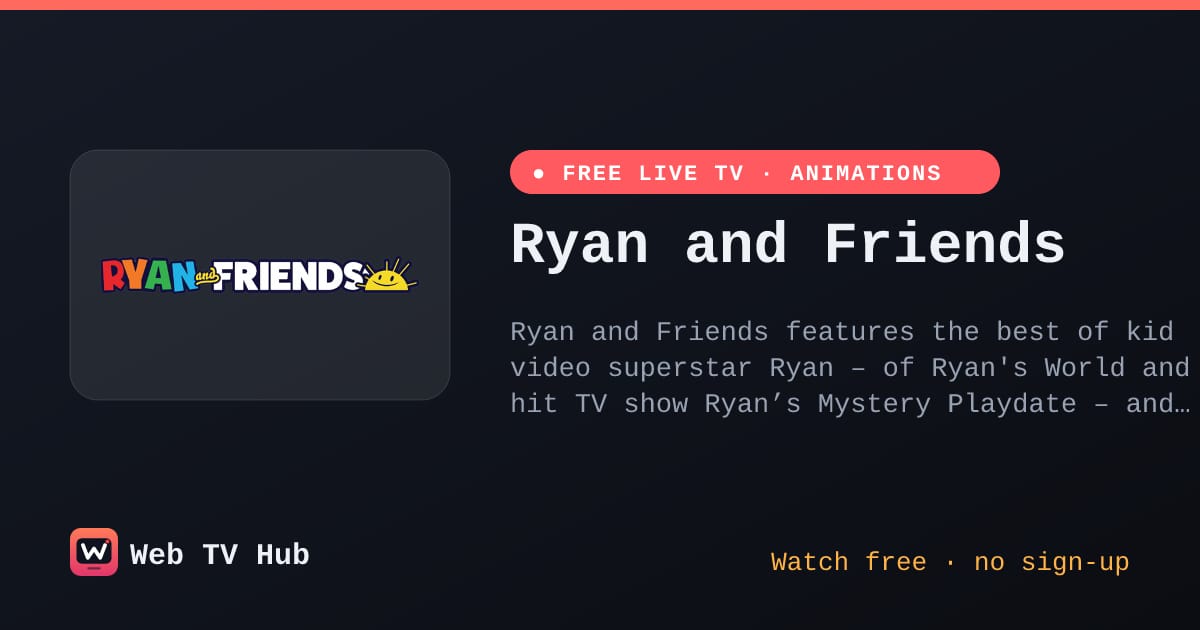 RYAN and FRIENDS
• FREE LIVE TV · ANIMATIONS
Ryan and Friends
Ryan and Friends features the best of kid
video superstar Ryan – of Ryan's World and
hit TV show Ryan’s Mystery Playdate – and…
W
Web TV Hub
Watch free · no sign-up